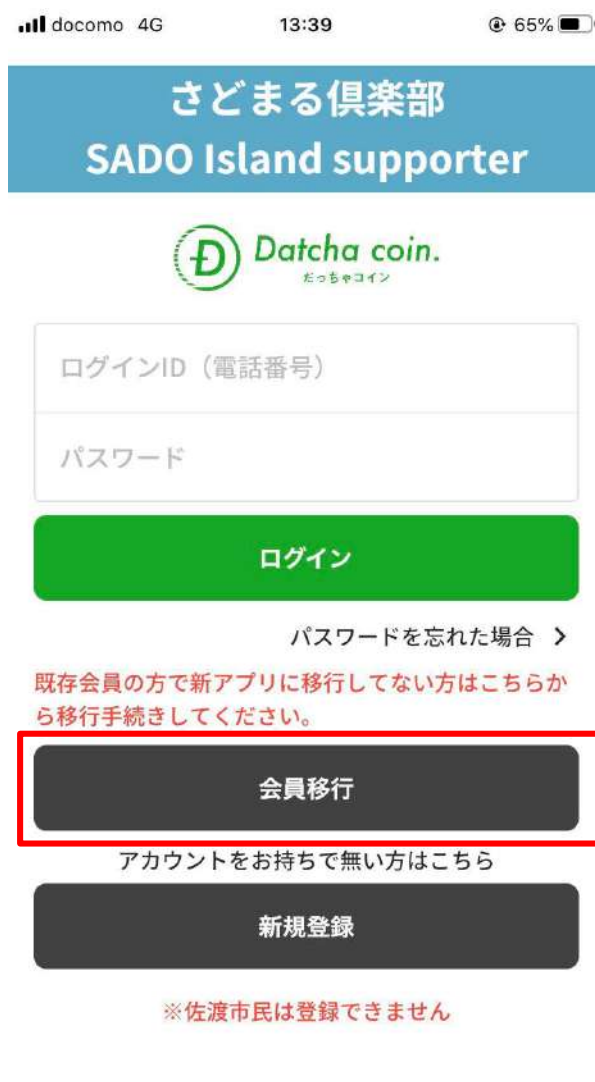 docomo 4G 13:39 65%
さどまる倶楽部
SADO Island supporter
Datcha coin.
だっちゃコイン
ログインID（電話番号）
パスワード
ログイン
パスワードを忘れた場合 >
既存会員の方で新アプリに移行してない方はこちらか
ら移行手続きしてください。
会員移行
アカウントをお持ちで無い方はこちら
新規登録
※佐渡市民は登録できません